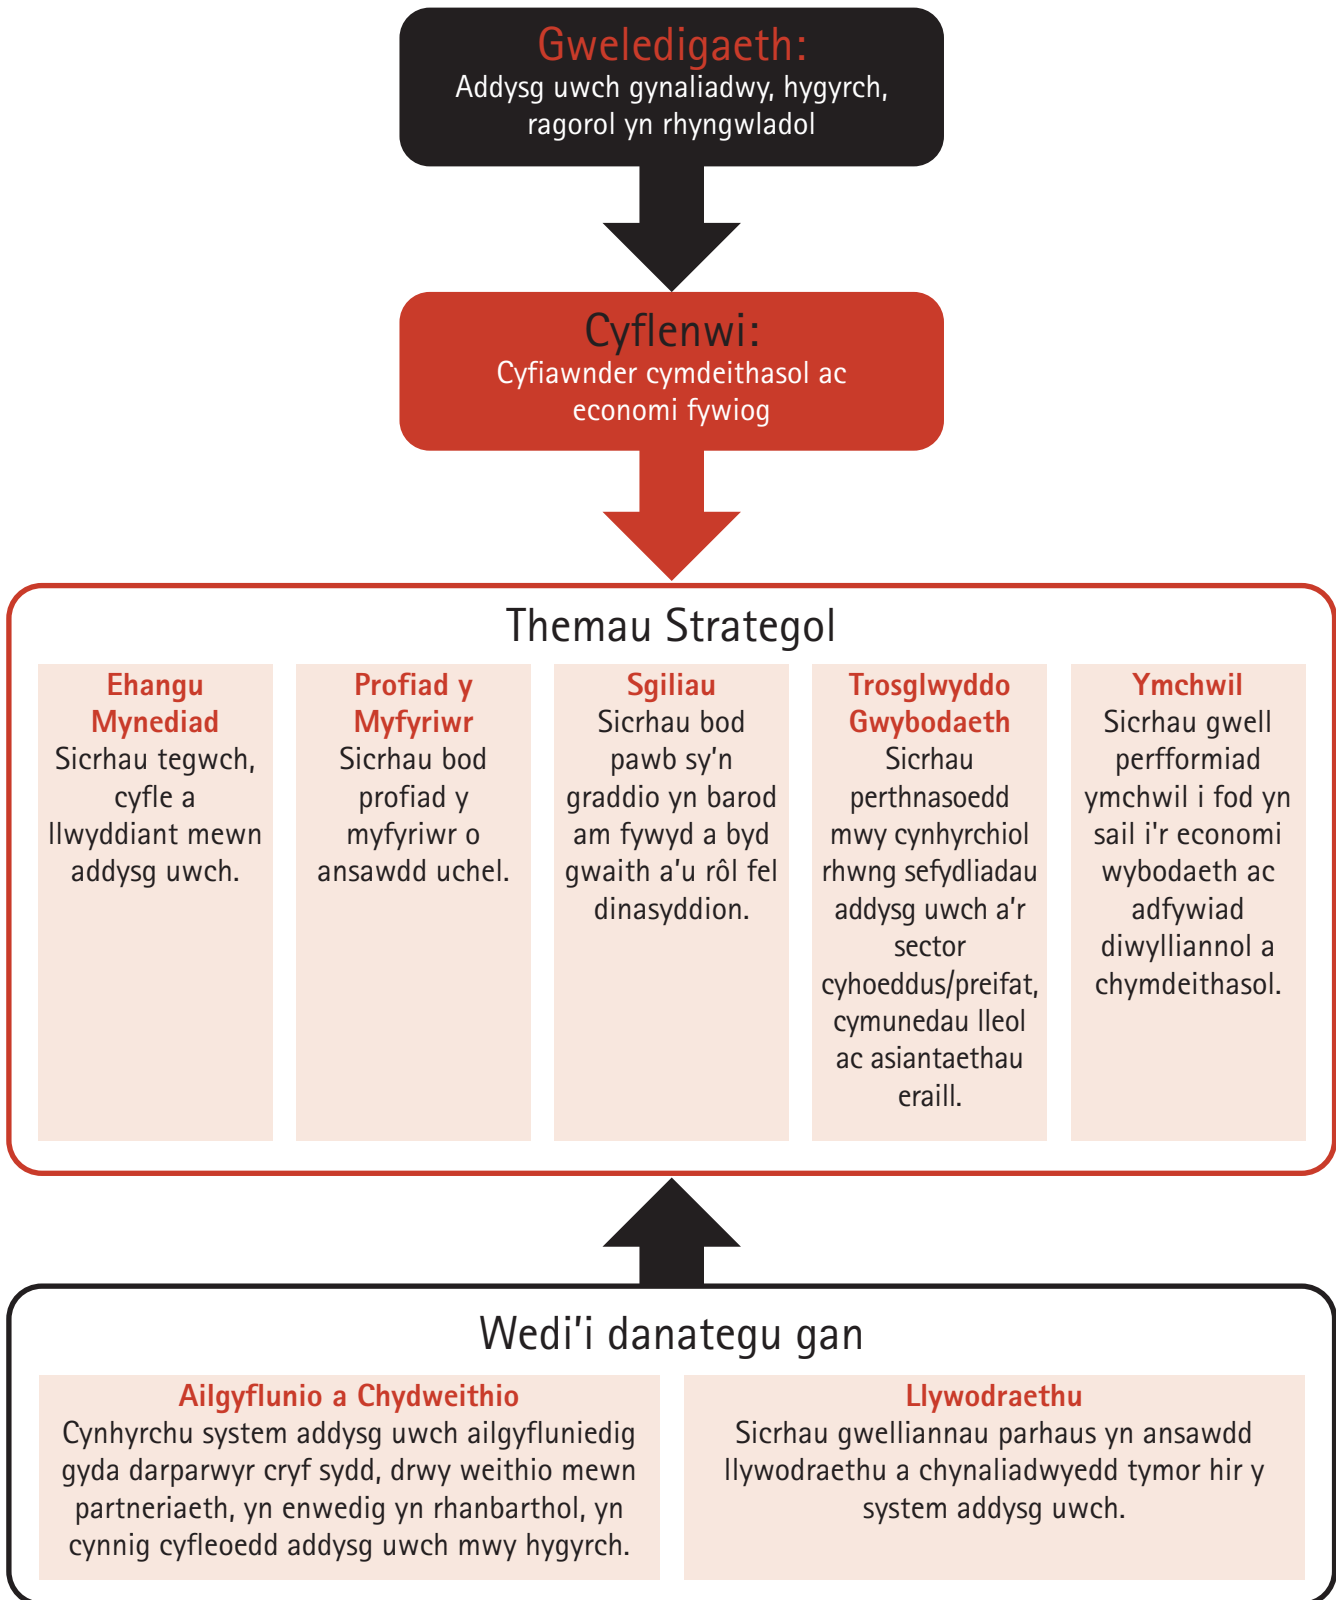 Gweledigaeth:
Addysg uwch gynaliadwy, hygyrch,
ragorol yn rhyngwladol
Cyflenwi:
Cyfiawnder cymdeithasol ac
economi fywiog
Themau Strategol
Ehangu
Mynediad
Sicrhau tegwch,
cyfle a
llwyddiant mewn
addysg uwch.
Profiad y
Myfyriwr
Sicrhau bod
profiad y
myfyriwr o
ansawdd uchel.
Sgiliau
Sicrhau bod
pawb sy'n
graddio yn barod
am fywyd a byd
gwaith a'u rôl fel
dinasyddion.
Trosglwyddo
Gwybodaeth
Sicrhau
perthnasoedd
mwy cynhyrchiol
rhwng sefydliadau
addysg uwch a'r
sector
cyhoeddus/preifat,
cymunedau lleol
ac asiantaethau
eraill.
Ymchwil
Sicrhau gwell
perfformiad
ymchwil i fod yn
sail i'r economi
wybodaeth ac
adfywiad
diwylliannol a
chymdeithasol.
Wedi'i danategu gan
Ailgyflunio a Chydweithio
Cynhyrchu system addysg uwch ailgyfluniedig
gyda darparwyr cryf sydd, drwy weithio mewn
partneriaeth, yn enwedig yn rhanbarthol, yn
cynnig cyfleoedd addysg uwch mwy hygyrch.
Llywodraethu
Sicrhau gwelliannau parhaus yn ansawdd
llywodraethu a chynaliadwyedd tymor hir y
system addysg uwch.